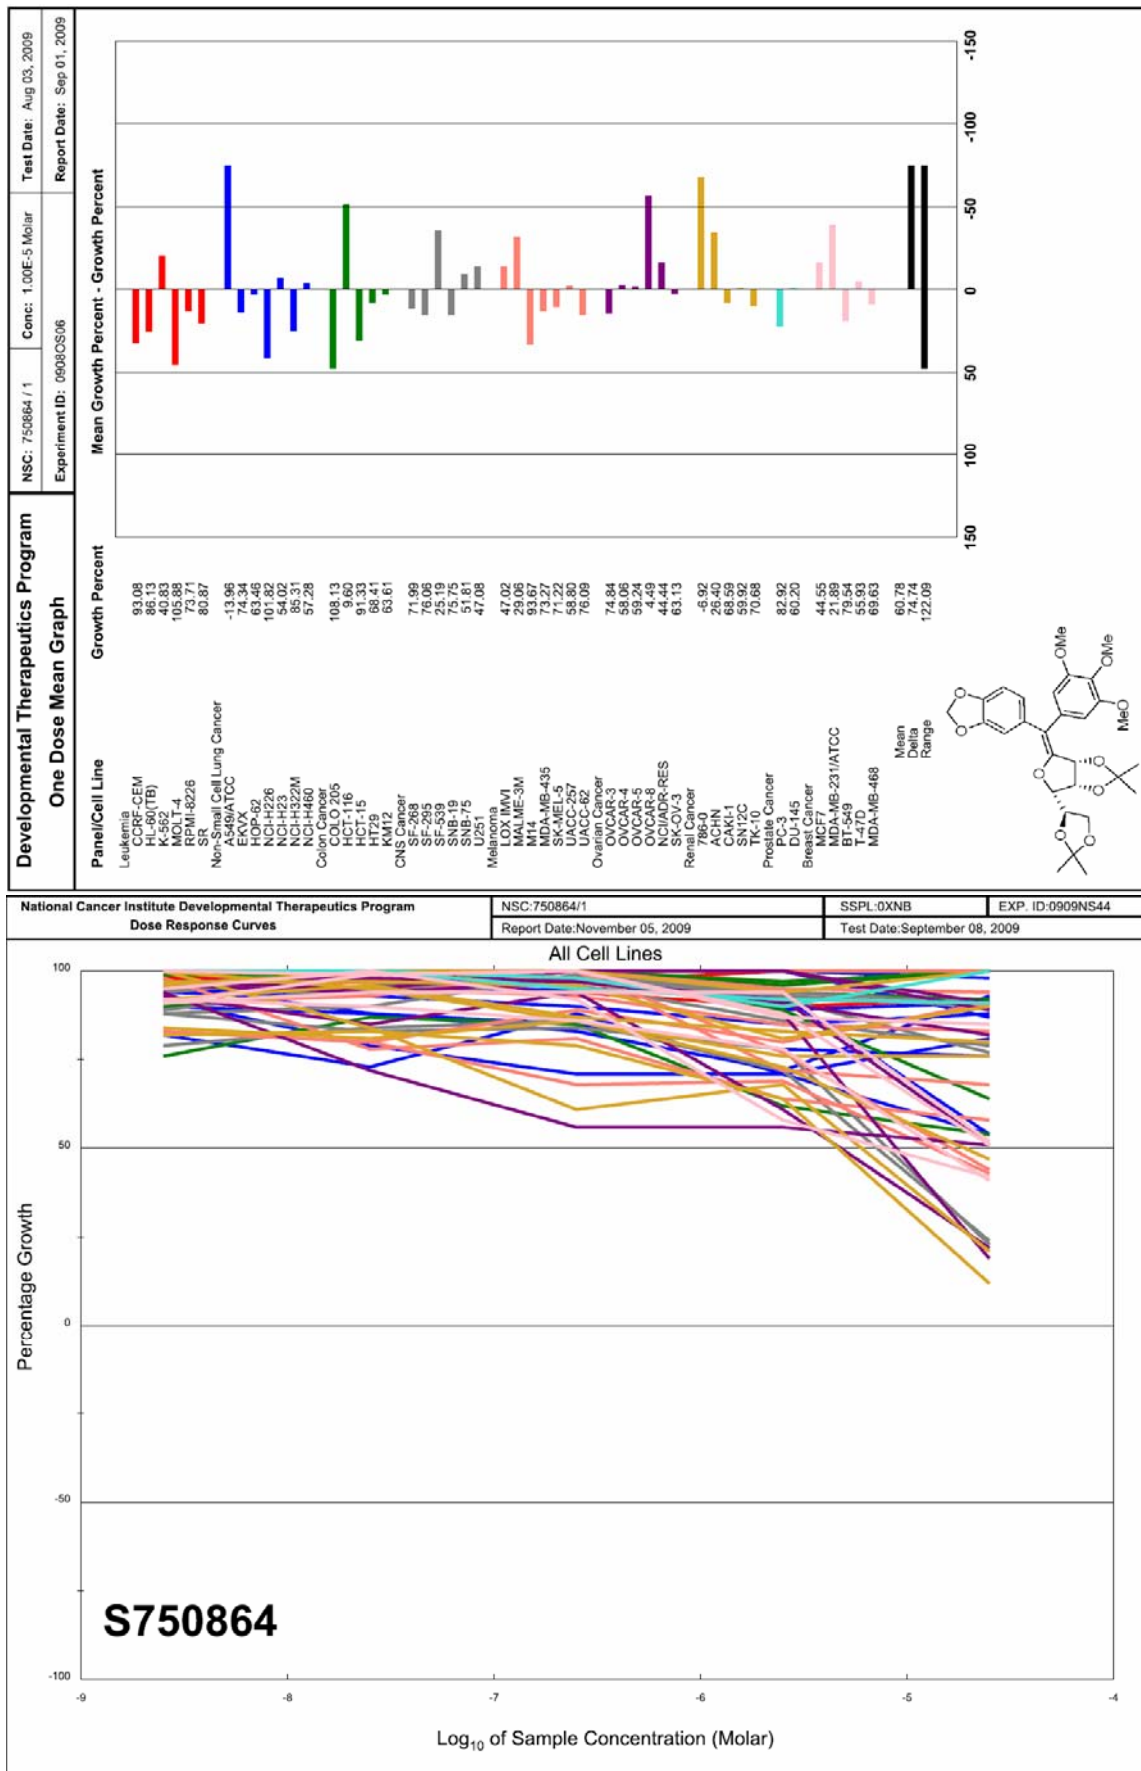 Developmental Therapeutics Program
NSC: 750864 / 1
Conc: 1.00E-5 Molar
Test Date: Aug 03, 2009
One Dose Mean Graph
Experiment ID: 0908OS06
Report Date: Sep 01, 2009
Panel/Cell Line
Growth Percent
Mean Growth Percent - Growth Percent
Leukemia
CCRF-CEM 93.08
HL-60(TB) 86.13
K-562 40.83
MOLT-4 105.88
RPMI-8226 73.71
SR 80.87
Non-Small Cell Lung Cancer
A549/ATCC -13.96
EKVX 74.34
HOP-62 63.46
NCI-H226 101.82
NCI-H23 54.02
NCI-H322M 85.31
NCI-H460 57.28
Colon Cancer
COLO 205 108.13
HCT-116 9.60
HCT-15 91.33
HT29 68.41
KM12 63.61
CNS Cancer
SF-268 71.99
SF-295 76.06
SF-539 25.19
SNB-19 75.75
SNB-75 51.81
U251 47.08
Melanoma
LOX IMVI 47.02
MALME-3M 29.06
M14 93.67
MDA-MB-435 73.27
SK-MEL-5 71.22
UACC-257 58.80
UACC-62 76.09
Ovarian Cancer
OVCAR-3 74.84
OVCAR-4 58.06
OVCAR-5 59.24
OVCAR-8 4.49
NCI/ADR-RES 44.44
SK-OV-3 63.13
Renal Cancer
786-0 -6.92
ACHN 26.40
CAKI-1 68.59
SN12C 59.92
TK-10 70.68
Prostate Cancer
PC-3 82.92
DU-145 60.20
Breast Cancer
MCF7 44.55
MDA-MB-231/ATCC 21.89
BT-549 79.54
T-47D 55.93
MDA-MB-468 69.63
Mean 60.78
Delta 74.74
Range 122.09
150 100 50 0 -50 -100 -150
O
O
OMe
OMe
MeO
O
O
O
O
O
National Cancer Institute Developmental Therapeutics Program
Dose Response Curves
NSC:750864/1
SSPL:0XNB
EXP. ID:0909NS44
Report Date:November 05, 2009
Test Date:September 08, 2009
All Cell Lines
100
50
0
-50
-100
Percentage Growth
S750864
-9 -8 -7 -6 -5 -4
Log10 of Sample Concentration (Molar)